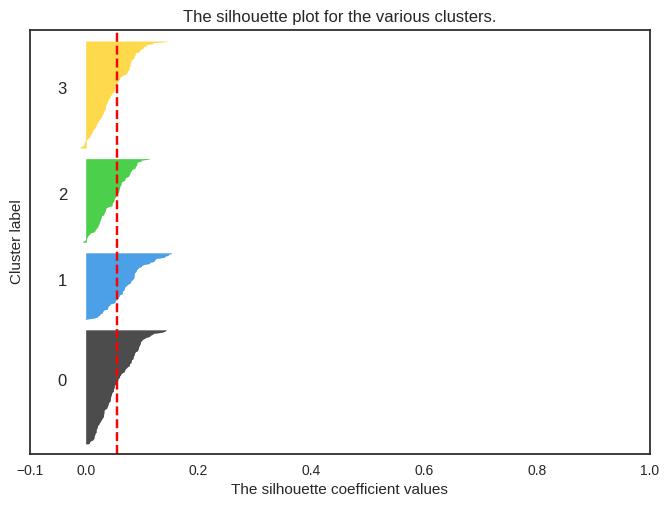 The silhouette plot for the various clusters.
3
2
1
0
Cluster label
−0.1 0.0 0.2 0.4 0.6 0.8 1.0
The silhouette coefficient values